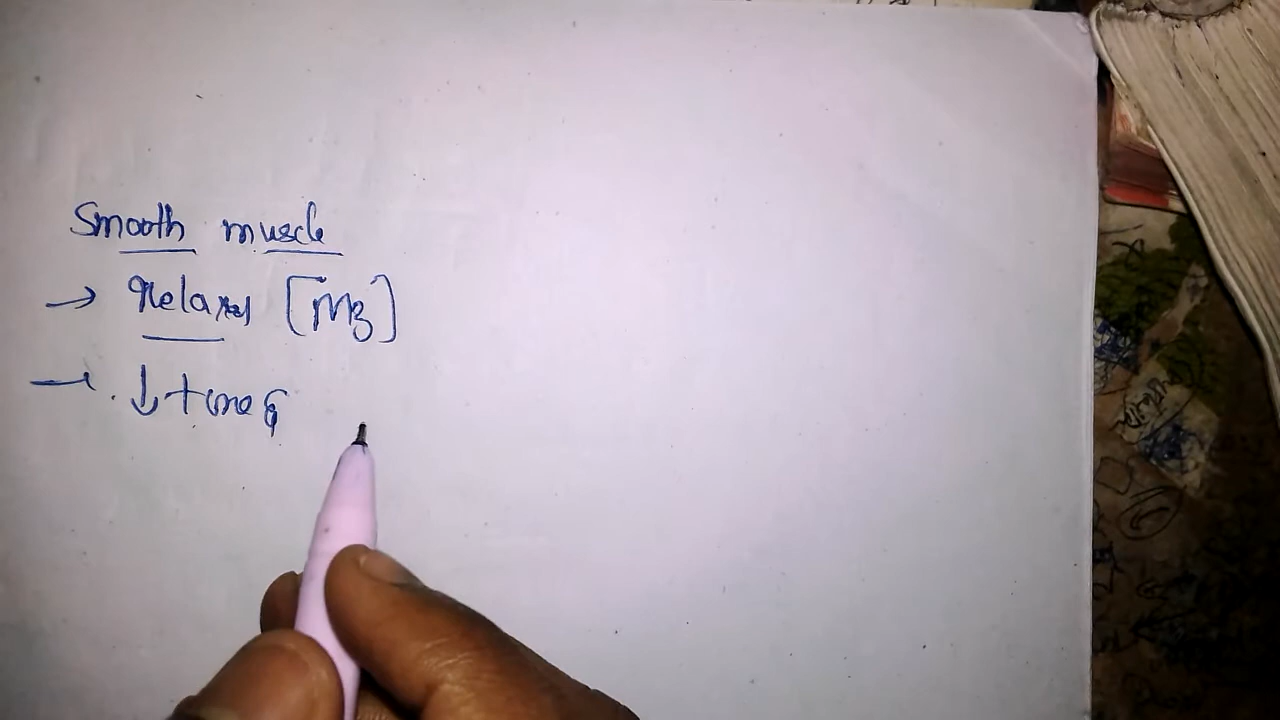 Smooth muscle
→ Relaxes [M3]
→ ↓ tone &